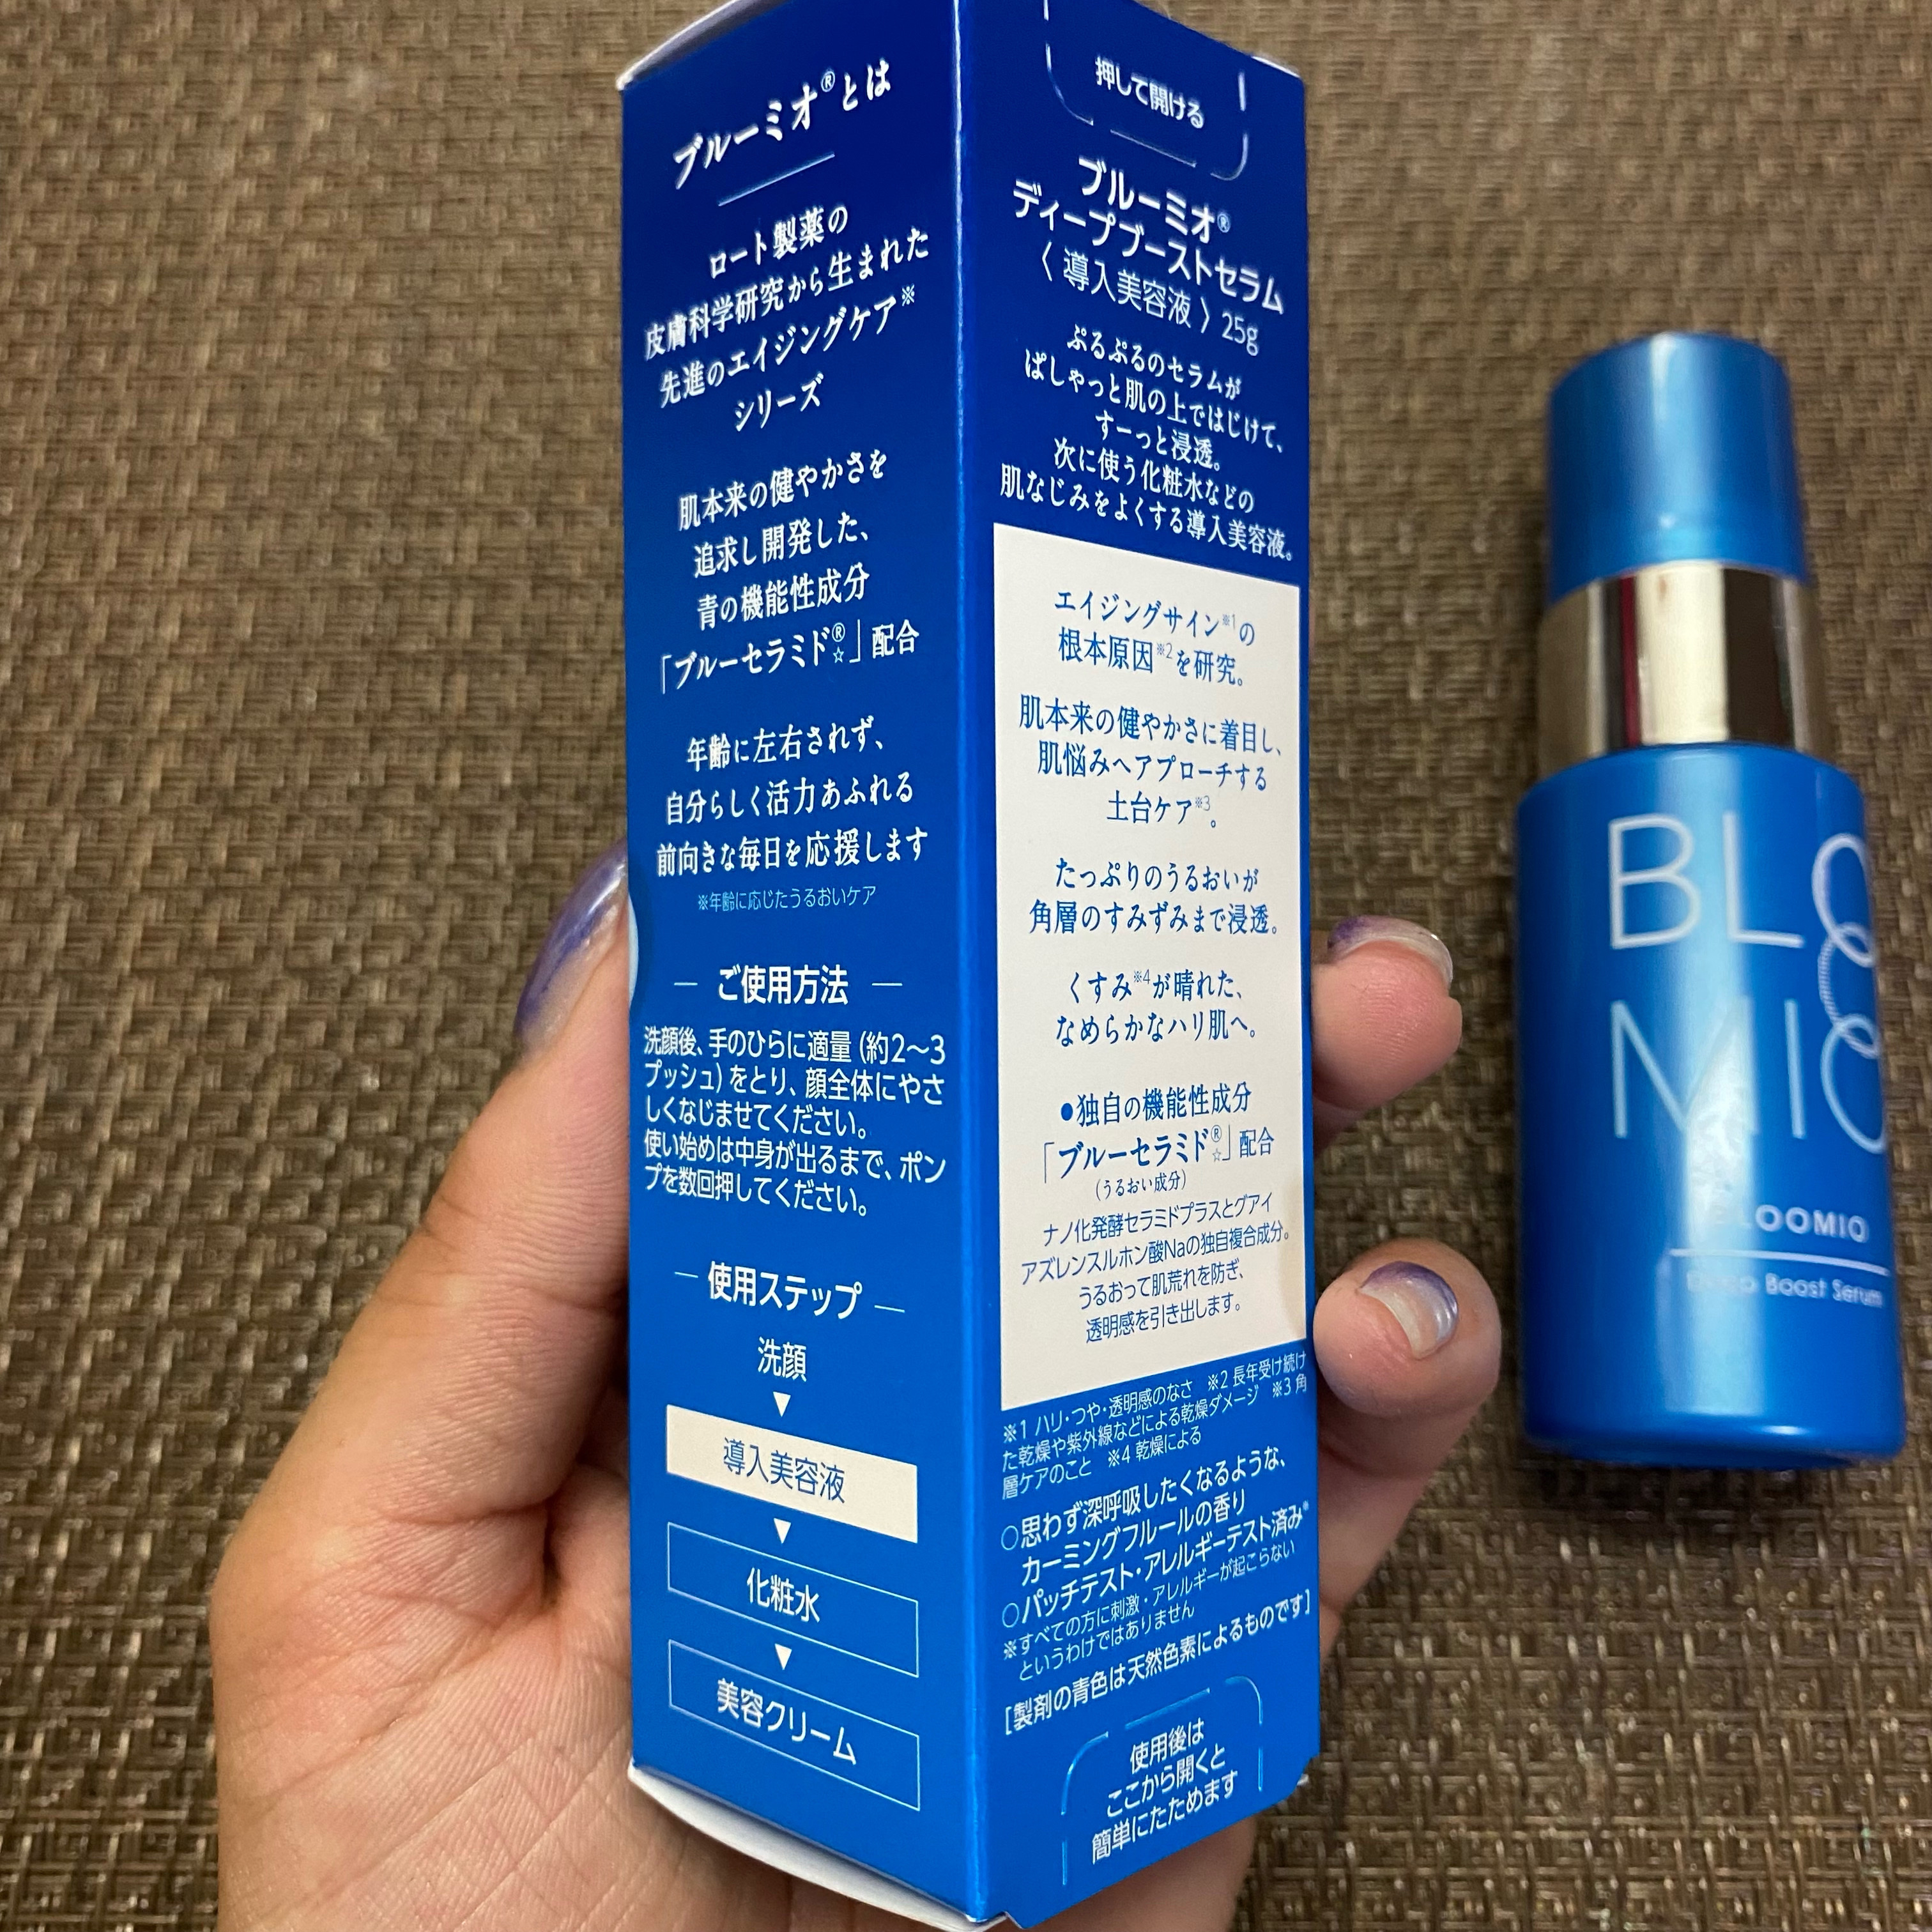 ブルーミオ®とは
ロート製薬の
皮膚科学研究から生まれた
先進のエイジングケア※
シリーズ
肌本来の健やかさを
追求し開発した、
青の機能性成分
「ブルーセラミド®☆」配合
年齢に左右されず、
自分らしく活力あふれる
前向きな毎日を応援します
※年齢に応じたうるおいケア
ご使用方法
洗顔後、手のひらに適量(約2〜3
プッシュ)をとり、顔全体にやさ
しくなじませてください。
使い始めは中身が出るまで、ポン
プを数回押してください。
使用ステップ
洗顔
▼
導入美容液
▼
化粧水
▼
美容クリーム
押して開ける
ブルーミオ®
ディープブーストセラム
〈導入美容液〉25g
ぷるぷるのセラムが
ぱしゃっと肌の上ではじけて、
すーっと浸透。
次に使う化粧水などの
肌なじみをよくする導入美容液。
エイジングサイン※1の
根本原因※2を研究。
肌本来の健やかさに着目し、
肌悩みへアプローチする
土台ケア※3。
たっぷりのうるおいが
角層のすみずみまで浸透。
くすみ※4が晴れた、
なめらかなハリ肌へ。
●独自の機能性成分
「ブルーセラミド®☆」配合
(うるおい成分)
ナノ化発酵セラミドプラスとグアイ
アズレンスルホン酸Naの独自複合成分。
うるおって肌荒れを防ぎ、
透明感を引き出します。
※1 ハリ・つや・透明感のなさ ※2 長年受け続け
た乾燥や紫外線などによる乾燥ダメージ ※3 角
層ケアのこと ※4 乾燥による
○思わず深呼吸したくなるような、
カーミングフルールの香り
○パッチテスト・アレルギーテスト済み※
※すべての方に刺激・アレルギーが起こらない
というわけではありません
[製剤の青色は天然色素によるものです]
使用後は
ここから開くと
簡単にたためます
BLOO
MIO
BLOOMIO
Deep Boost Serum